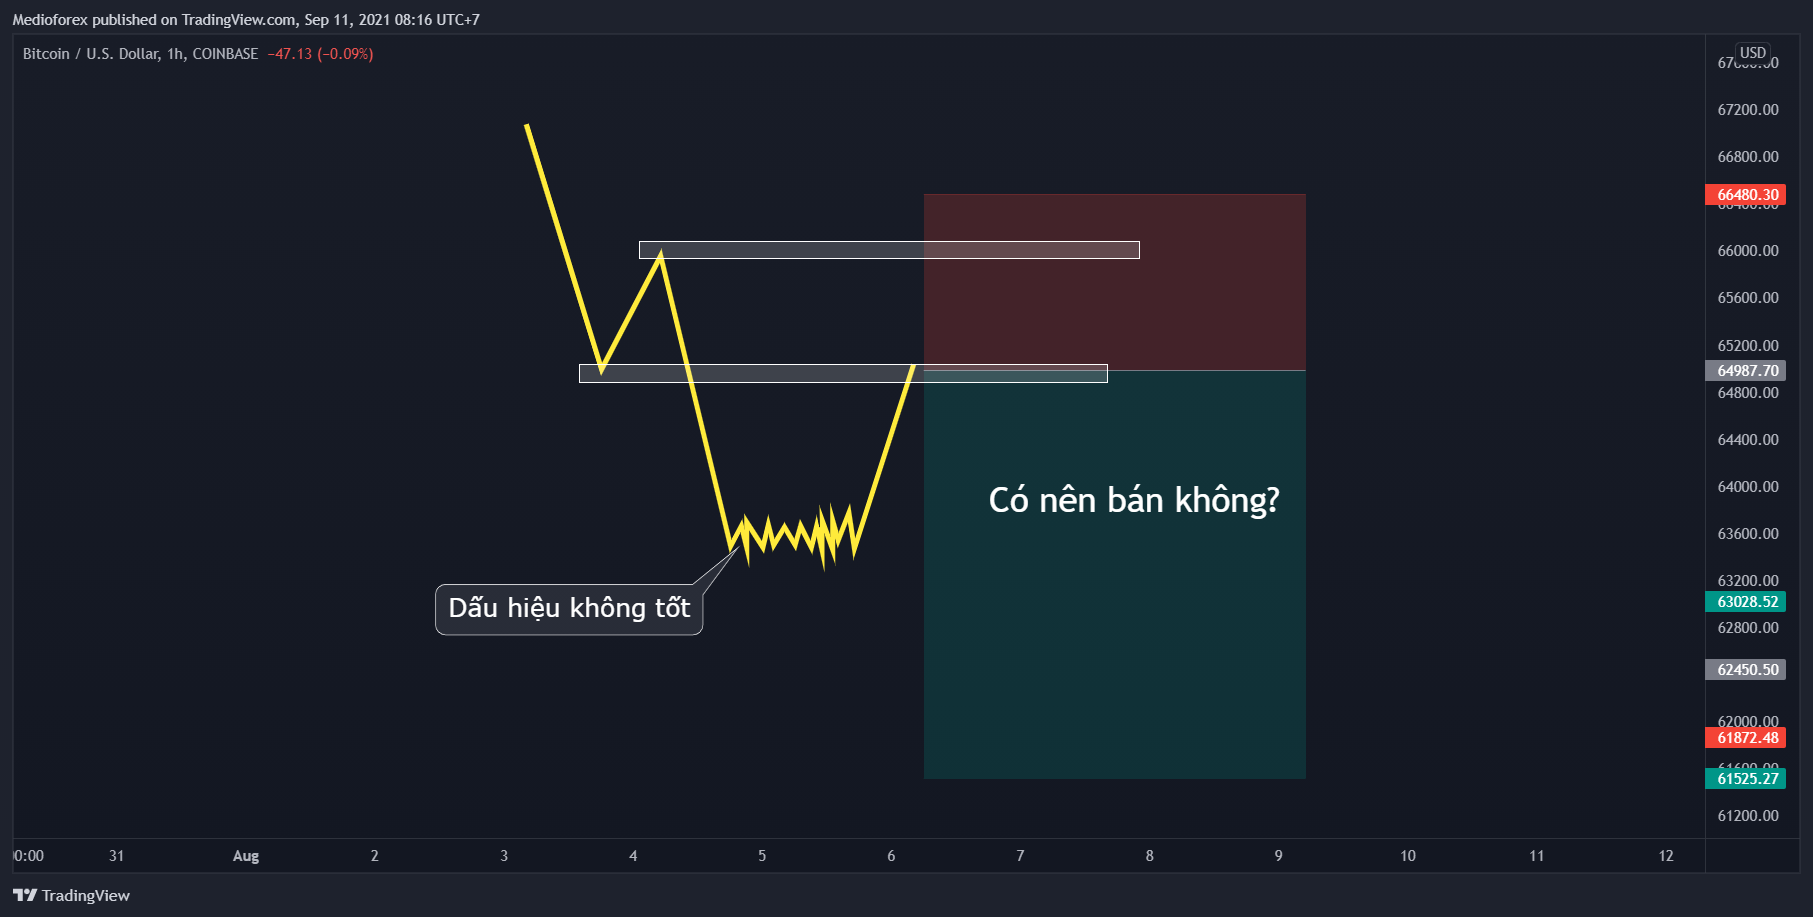 Medioforex published on TradingView.com, Sep 11, 2021 08:16 UTC+7
Bitcoin / U.S. Dollar, 1h, COINBASE −47.13 (−0.09%)
USD
67200.00
66800.00
66480.30
66000.00
65600.00
65200.00
64987.70
64800.00
64400.00
64000.00
63600.00
63200.00
63028.52
62800.00
62450.50
62000.00
61872.48
61525.27
61200.00
Có nên bán không?
Dấu hiệu không tốt
31 Aug 2 3 4 5 6 7 8 9 10 11 12
TradingView